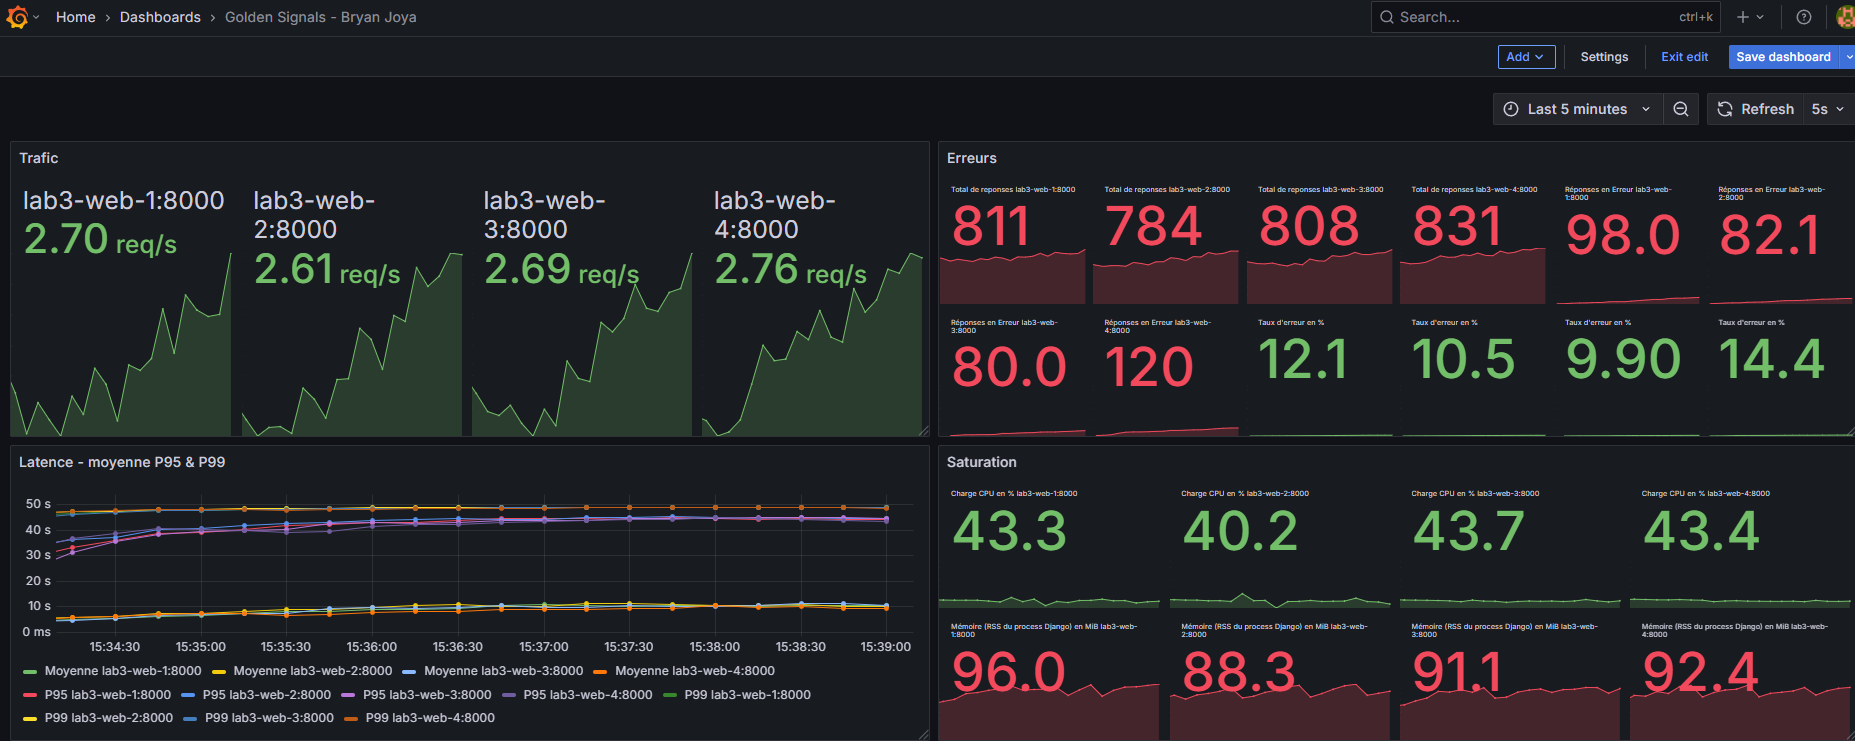 Home › Dashboards › Golden Signals - Bryan Joya
Search... ctrl+k
Add Settings Exit edit Save dashboard
Last 5 minutes Refresh 5s
Trafic
lab3-web-1:8000
2.70 req/s
lab3-web-
2:8000
2.61 req/s
lab3-web-
3:8000
2.69 req/s
lab3-web-
4:8000
2.76 req/s
Erreurs
Total de reponses lab3-web-1:8000
811
Total de reponses lab3-web-2:8000
784
Total de reponses lab3-web-3:8000
808
Total de reponses lab3-web-4:8000
831
Réponses en Erreur lab3-web-
1:8000
98.0
Réponses en Erreur lab3-web-
2:8000
82.1
Réponses en Erreur lab3-web-
3:8000
80.0
Réponses en Erreur lab3-web-
4:8000
120
Taux d'erreur en %
12.1
Taux d'erreur en %
10.5
Taux d'erreur en %
9.90
Taux d'erreur en %
14.4
Latence - moyenne P95 & P99
50 s
40 s
30 s
20 s
10 s
0 ms
15:34:30 15:35:00 15:35:30 15:36:00 15:36:30 15:37:00 15:37:30 15:38:00 15:38:30 15:39:00
Moyenne lab3-web-1:8000 Moyenne lab3-web-2:8000 Moyenne lab3-web-3:8000 Moyenne lab3-web-4:8000
P95 lab3-web-1:8000 P95 lab3-web-2:8000 P95 lab3-web-3:8000 P95 lab3-web-4:8000 P99 lab3-web-1:8000
P99 lab3-web-2:8000 P99 lab3-web-3:8000 P99 lab3-web-4:8000
Saturation
Charge CPU en % lab3-web-1:8000
43.3
Charge CPU en % lab3-web-2:8000
40.2
Charge CPU en % lab3-web-3:8000
43.7
Charge CPU en % lab3-web-4:8000
43.4
Mémoire (RSS du process Django) en MiB lab3-web-
1:8000
96.0
Mémoire (RSS du process Django) en MiB lab3-web-
2:8000
88.3
Mémoire (RSS du process Django) en MiB lab3-web-
3:8000
91.1
Mémoire (RSS du process Django) en MiB lab3-web-
4:8000
92.4